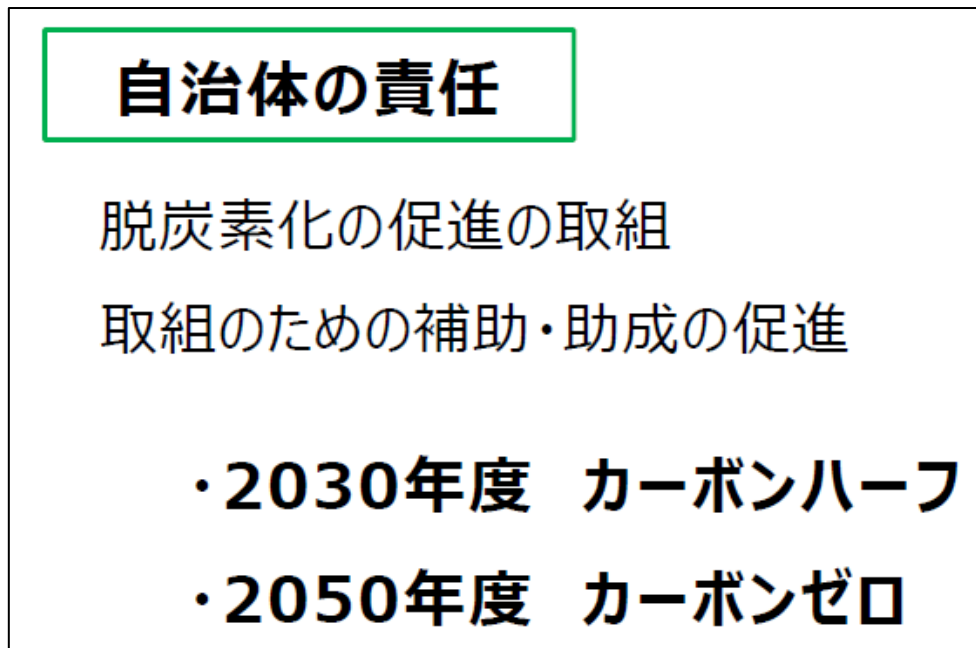 自治体の責任
脱炭素化の促進の取組
取組のための補助・助成の促進
・2030年度　カーボンハーフ
・2050年度　カーボンゼロ